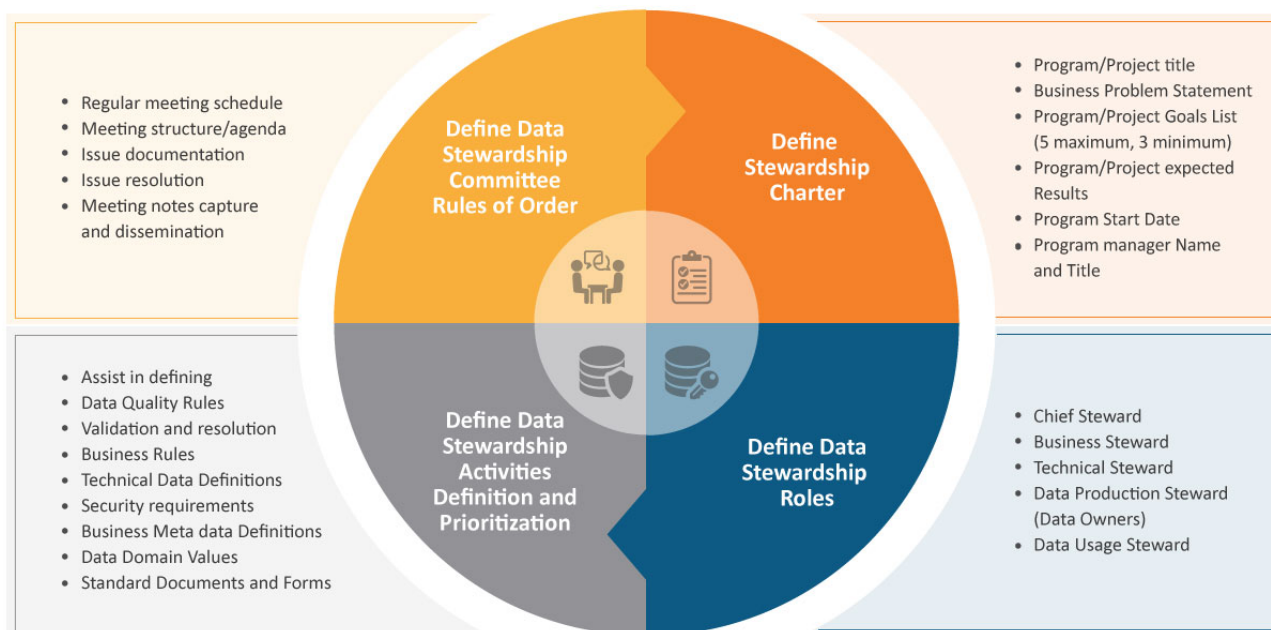 • Regular meeting schedule
• Meeting structure/agenda
• Issue documentation
• Issue resolution
• Meeting notes capture
and dissemination
Define Data
Stewardship
Committee
Rules of Order
Define
Stewardship
Charter
• Program/Project title
• Business Problem Statement
• Program/Project Goals List
(5 maximum, 3 minimum)
• Program/Project expected
Results
• Program Start Date
• Program manager Name
and Title
• Assist in defining
• Data Quality Rules
• Validation and resolution
• Business Rules
• Technical Data Definitions
• Security requirements
• Business Meta data Definitions
• Data Domain Values
• Standard Documents and Forms
Define Data
Stewardship
Activities
Definition and
Prioritization
Define Data
Stewardship
Roles
• Chief Steward
• Business Steward
• Technical Steward
• Data Production Steward
(Data Owners)
• Data Usage Steward